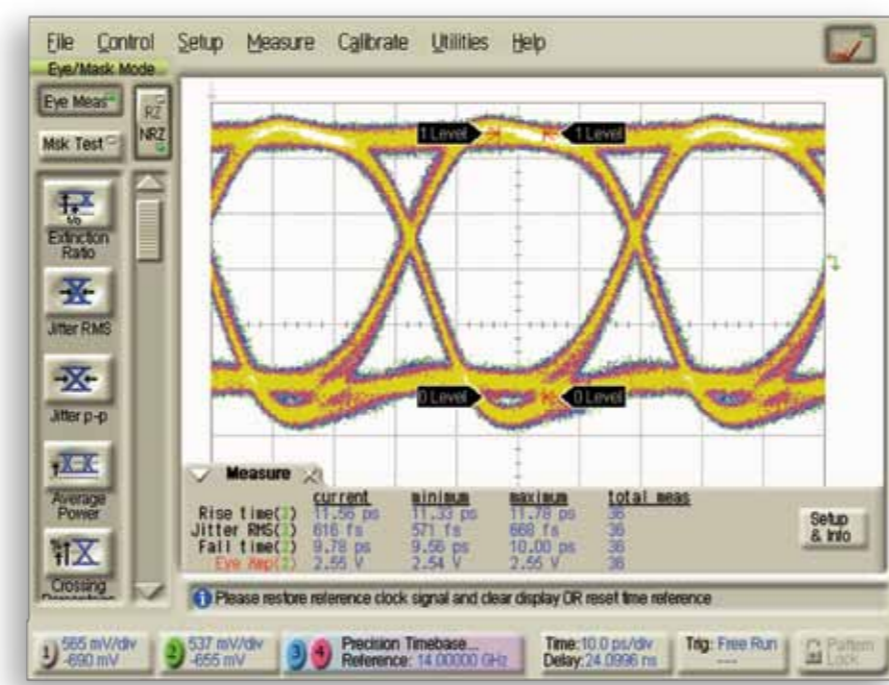 File Control Setup Measure Calibrate Utilities Help
Eye/Mask Mode
Eye Meas
Msk Test
RZ
NRZ
Extinction
Ratio
Jitter RMS
Jitter p-p
Average
Power
Crossing
1 Level 1 Level
0 Level 0 Level
Measure
current minimum maximum total meas
Rise time(2) 11.56 ps 11.33 ps 11.78 ps 36
Jitter RMS(2) 616 fs 571 fs 668 fs 36
Fall time(2) 9.78 ps 9.56 ps 10.00 ps 36
Eye Amp(2) 2.55 V 2.54 V 2.55 V 36
Setup
& Info
Please restore reference clock signal and clear display OR reset time reference
1) 565 mV/div
-690 mV
2) 537 mV/div
-655 mV
3) 4)
Precision Timebase...
Reference: 14.00000 GHz
Time:10.0 ps/div
Delay:24.0996 ns
Trig: Free Run
----
Pattern
Lock